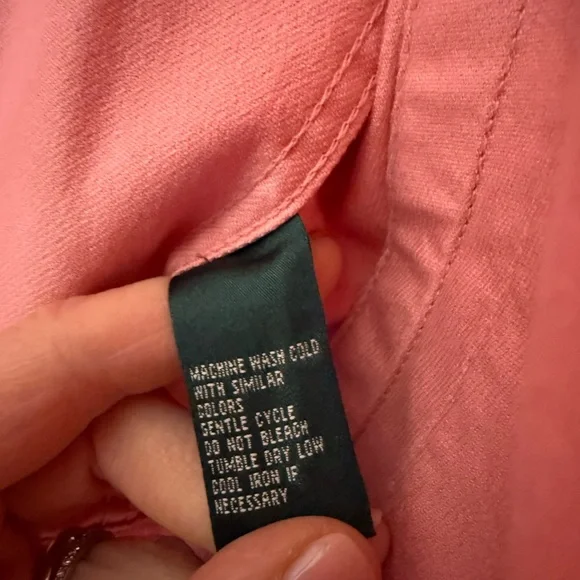 MACHINE WASH COLD
WITH SIMILAR
COLORS
GENTLE CYCLE
DO NOT BLEACH
TUMBLE DRY LOW
COOL IRON IF
NECESSARY